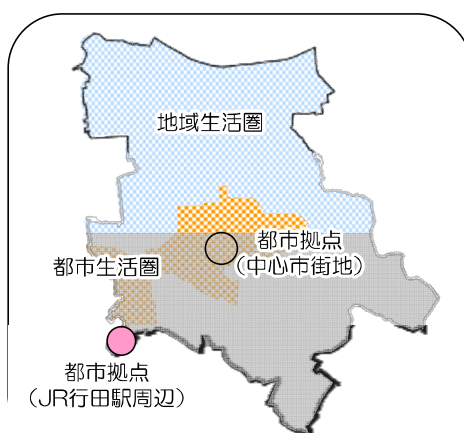 地域生活圏
都市拠点
（中心市街地）
都市生活圏
都市拠点
（JR行田駅周辺）